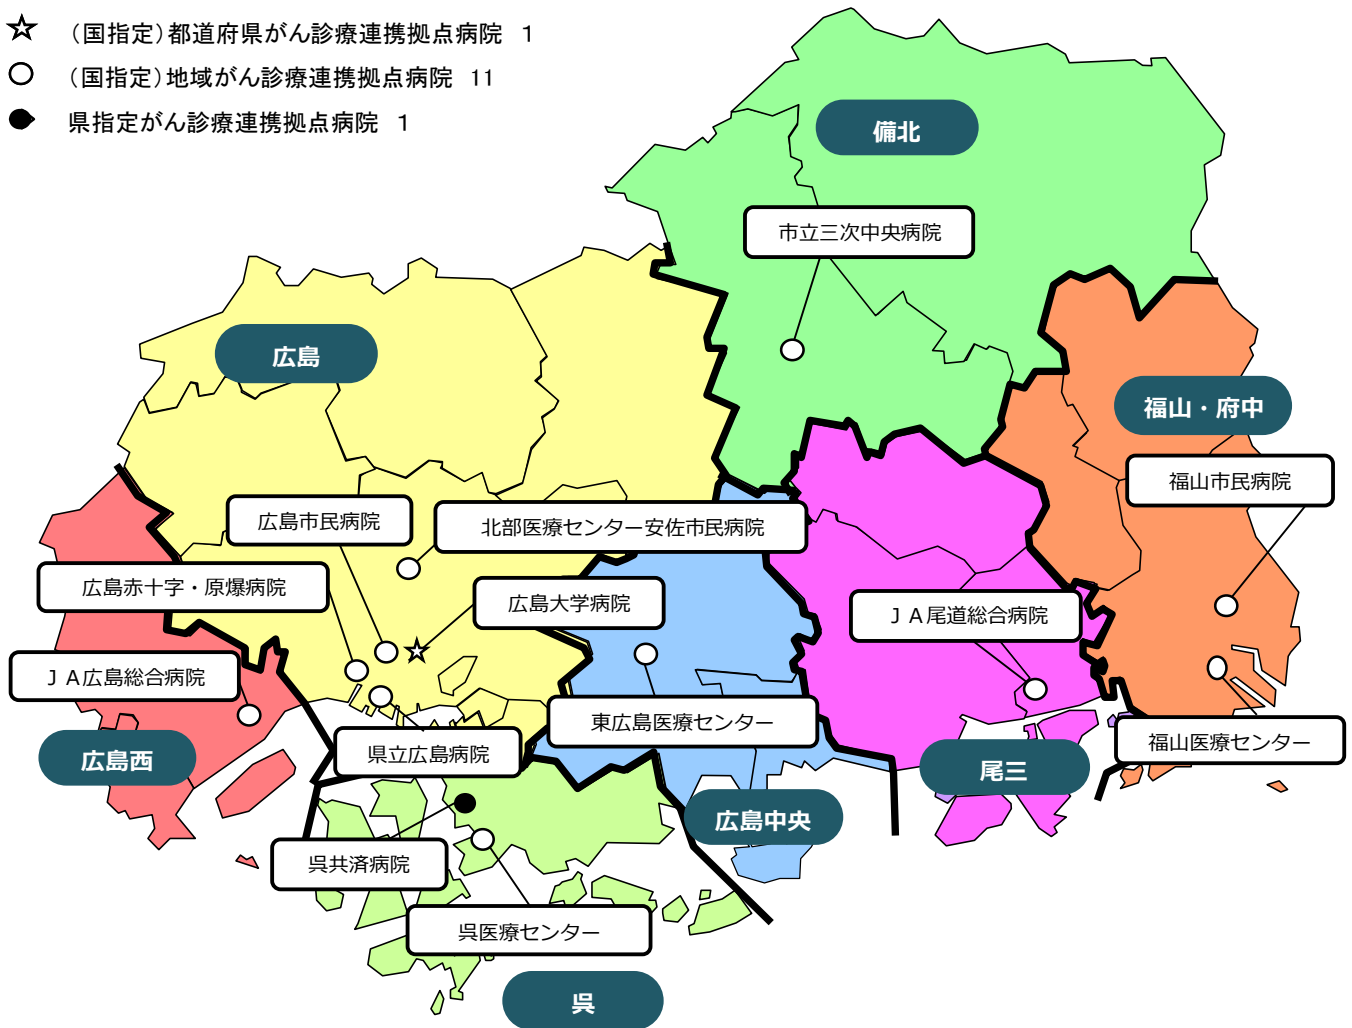 (国指定)都道府県がん診療連携拠点病院 1
(国指定)地域がん診療連携拠点病院 11
県指定がん診療連携拠点病院 1
備北
市立三次中央病院
広島
福山・府中
福山市民病院
広島市民病院
北部医療センター安佐市民病院
広島赤十字・原爆病院
広島大学病院
JA尾道総合病院
JA広島総合病院
東広島医療センター
福山医療センター
県立広島病院
広島西
尾三
広島中央
呉共済病院
呉医療センター
呉